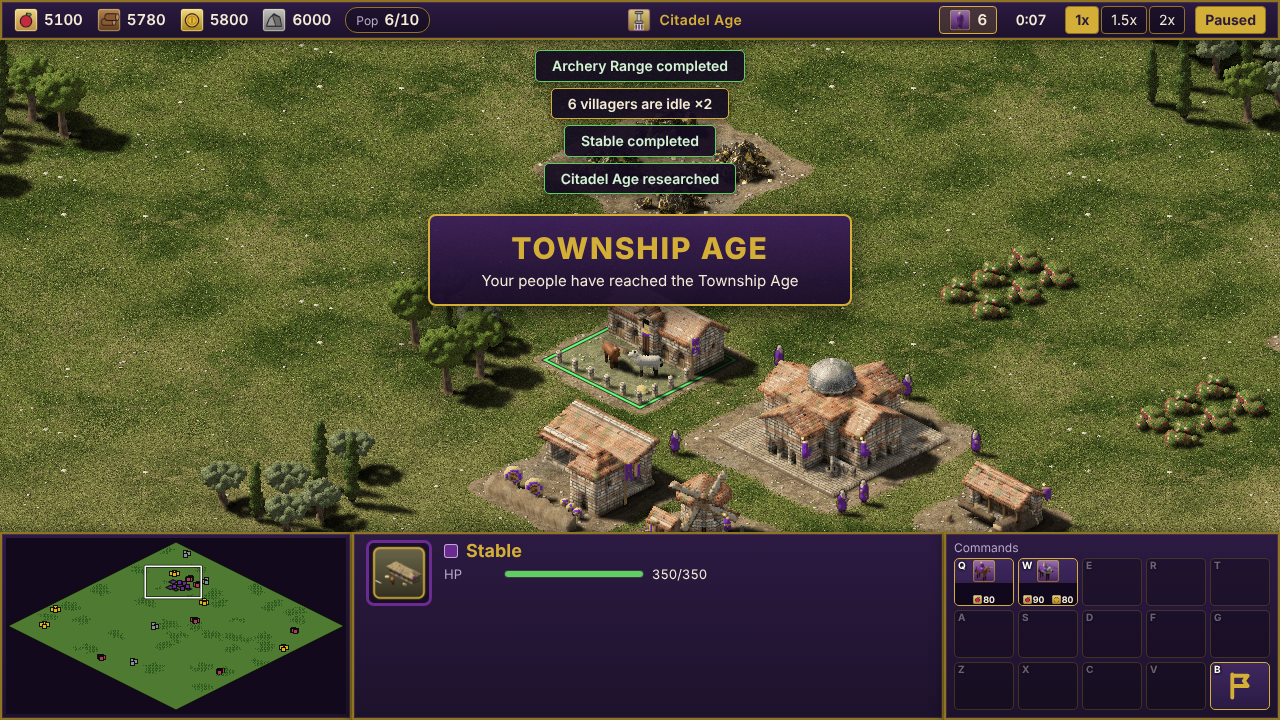 5100 5780 5800 6000 Pop 6/10 Citadel Age 6 0:07 1x 1.5x 2x Paused
Archery Range completed
6 villagers are idle ×2
Stable completed
Citadel Age researched
TOWNSHIP AGE
Your people have reached the Township Age
Stable
HP 350/350
Commands
Q 80 W 90 80 E R T
A S D F G
Z X C V B